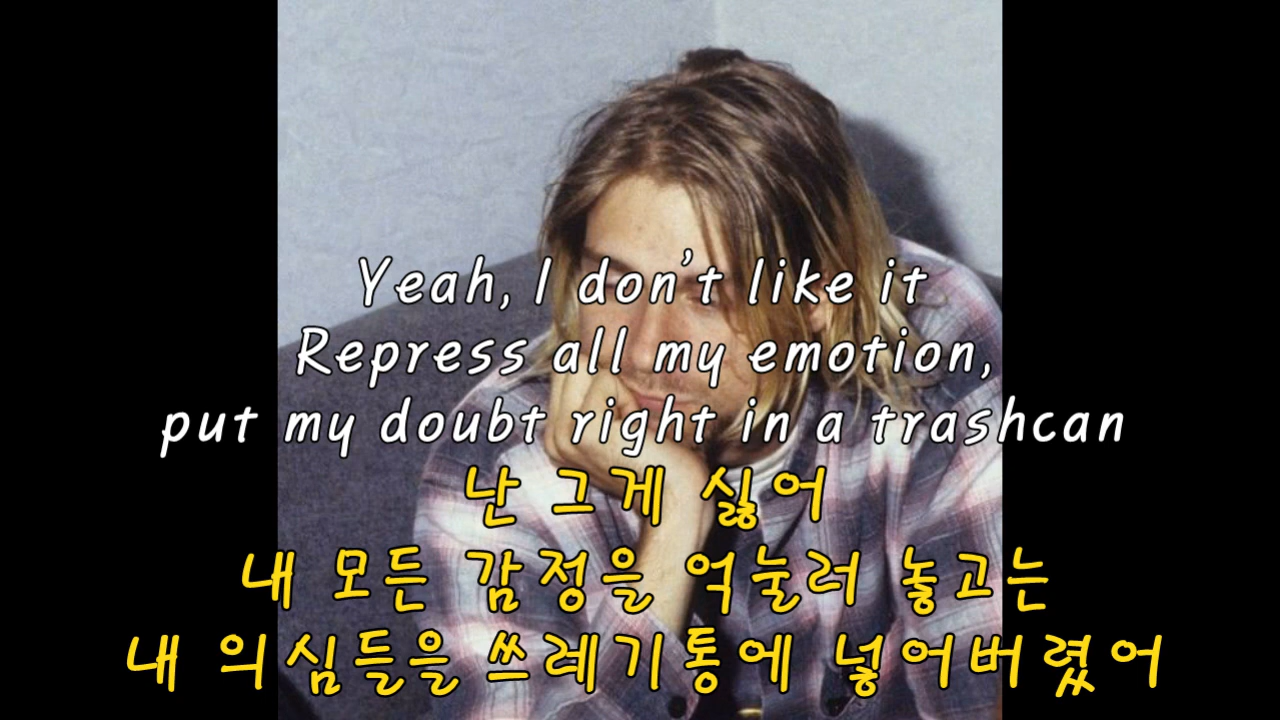 Yeah, I don't like it
Repress all my emotion,
put my doubt right in a trashcan
난 그게 싫어
내 모든 감정을 억눌러 놓고는
내 의심들을 쓰레기통에 넣어버렸어